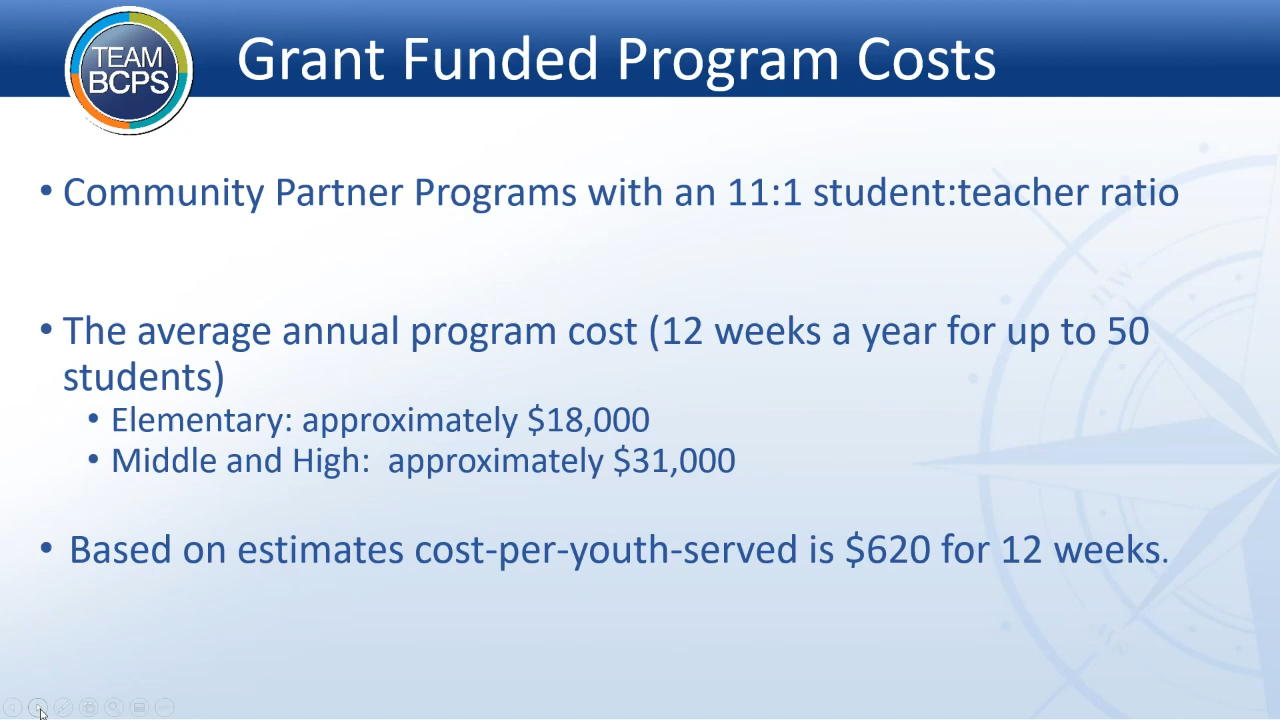 TEAM
BCPS
Grant Funded Program Costs
• Community Partner Programs with an 11:1 student:teacher ratio
• The average annual program cost (12 weeks a year for up to 50
students)
• Elementary: approximately $18,000
• Middle and High:  approximately $31,000
• Based on estimates cost-per-youth-served is $620 for 12 weeks.